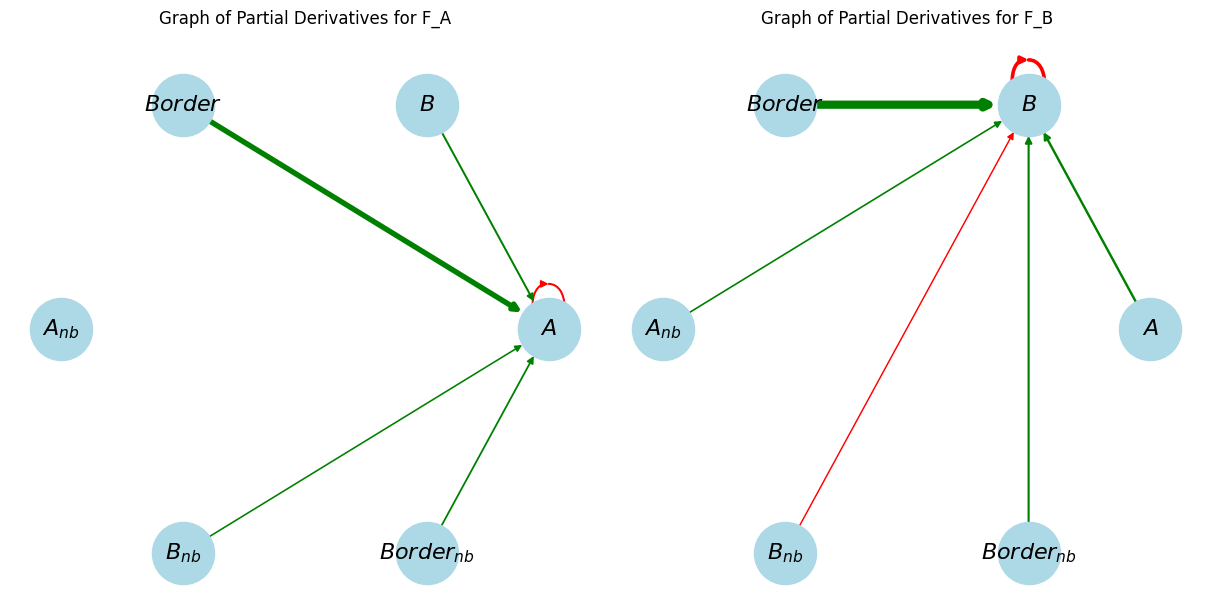 Graph of Partial Derivatives for F_A
Border
B
A_{nb}
A
B_{nb}
Border_{nb}
Graph of Partial Derivatives for F_B
Border
B
A_{nb}
A
B_{nb}
Border_{nb}